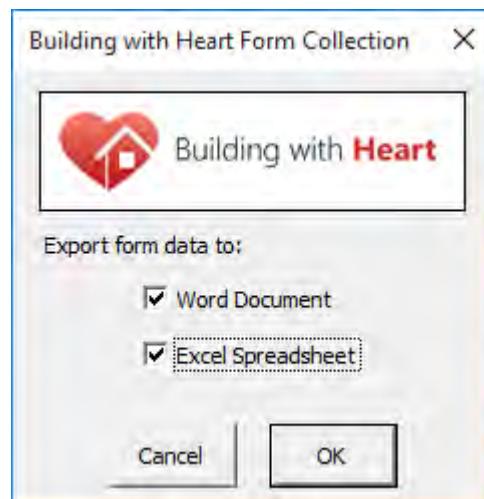 Building with Heart Form Collection
Building with Heart
Export form data to:
Word Document
Excel Spreadsheet
Cancel OK